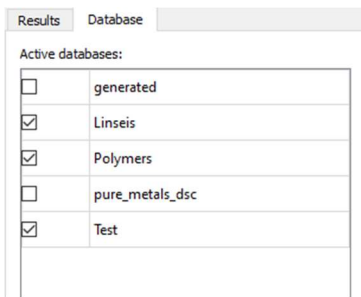 Results Database
Active databases:
generated
Linseis
Polymers
pure_metals_dsc
Test